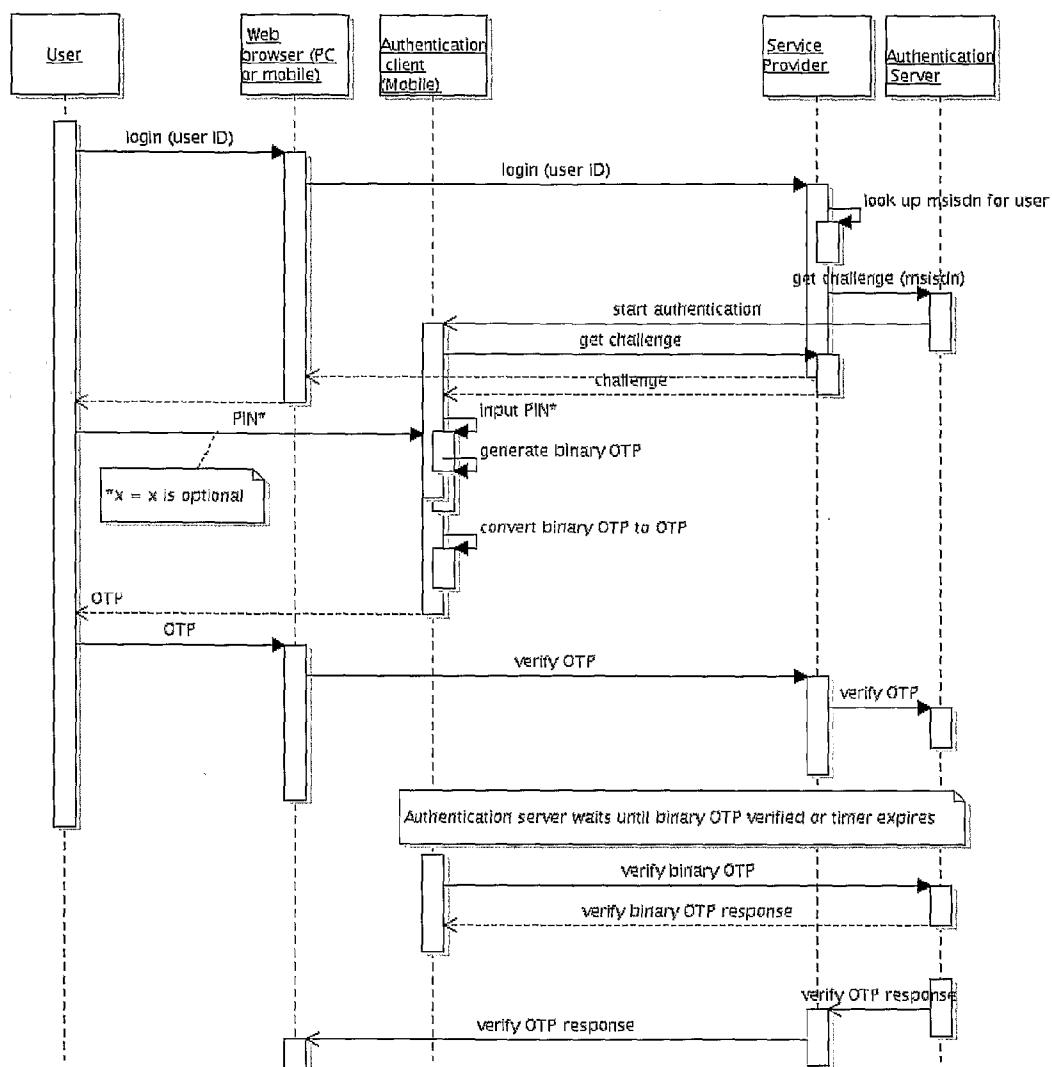 User
Web
browser (PC
or mobile)
Authentication
client
(Mobile)
Service
Provider
Authentication
Server
login (user ID)
login (user ID)
look up msisdn for user
get challenge (msisdn)
start authentication
get challenge
challenge
input PIN*
PIN*
generate binary OTP
*x = x is optional
convert binary OTP to OTP
OTP
OTP
verify OTP
verify OTP
Authentication server waits until binary OTP verified or timer expires
verify binary OTP
verify binary OTP response
verify OTP response
verify OTP response